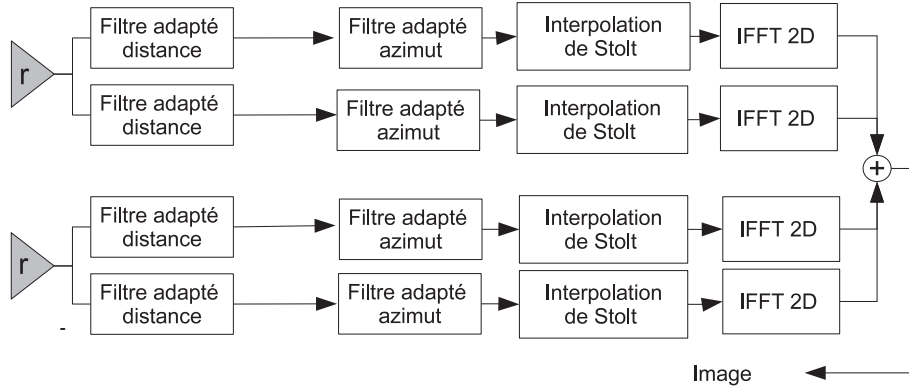 Filtre adapté
distance
Filtre adapté
azimut
Interpolation
de Stolt
IFFT 2D
r
Filtre adapté
distance
Filtre adapté
azimut
Interpolation
de Stolt
IFFT 2D
+
Filtre adapté
distance
Filtre adapté
azimut
Interpolation
de Stolt
IFFT 2D
r
Filtre adapté
distance
Filtre adapté
azimut
Interpolation
de Stolt
IFFT 2D
-
Image